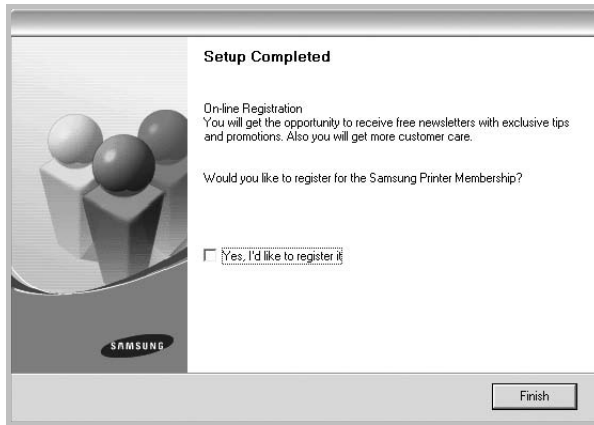 Setup Completed
On-line Registration
You will get the opportunity to receive free newsletters with exclusive tips
and promotions. Also you will get more customer care.
Would you like to register for the Samsung Printer Membership?
Yes, I'd like to register it
SAMSUNG
Finish